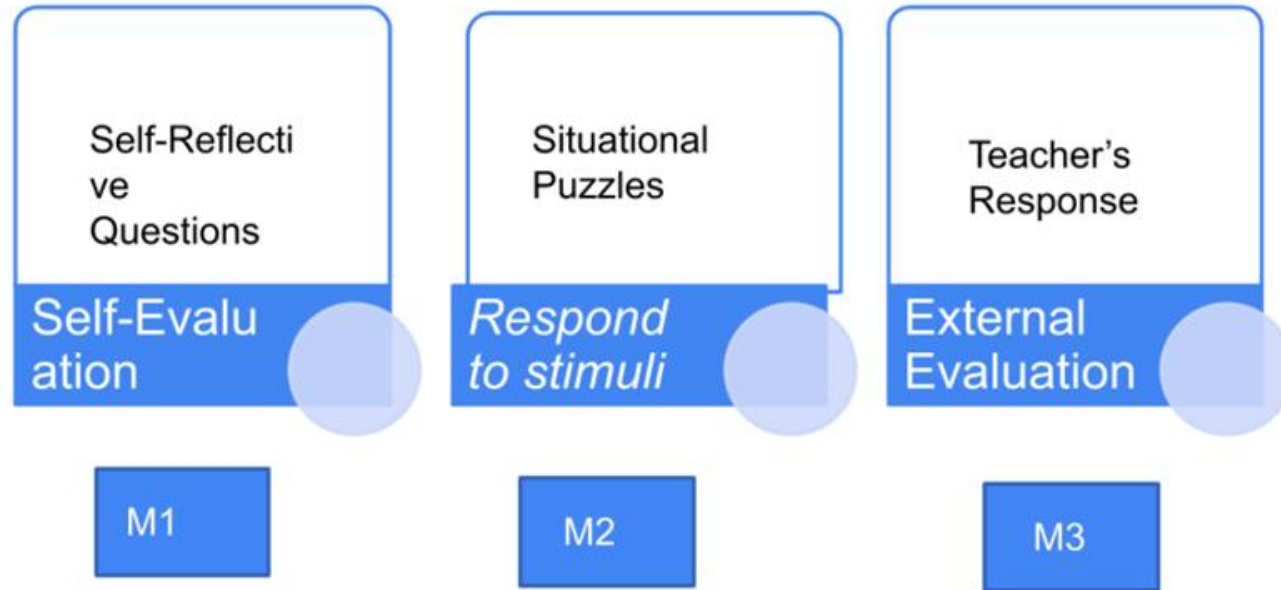 Self-Reflecti
ve
Questions
Self-Evalu
ation
M1
Situational
Puzzles
Respond
to stimuli
M2
Teacher’s
Response
External
Evaluation
M3